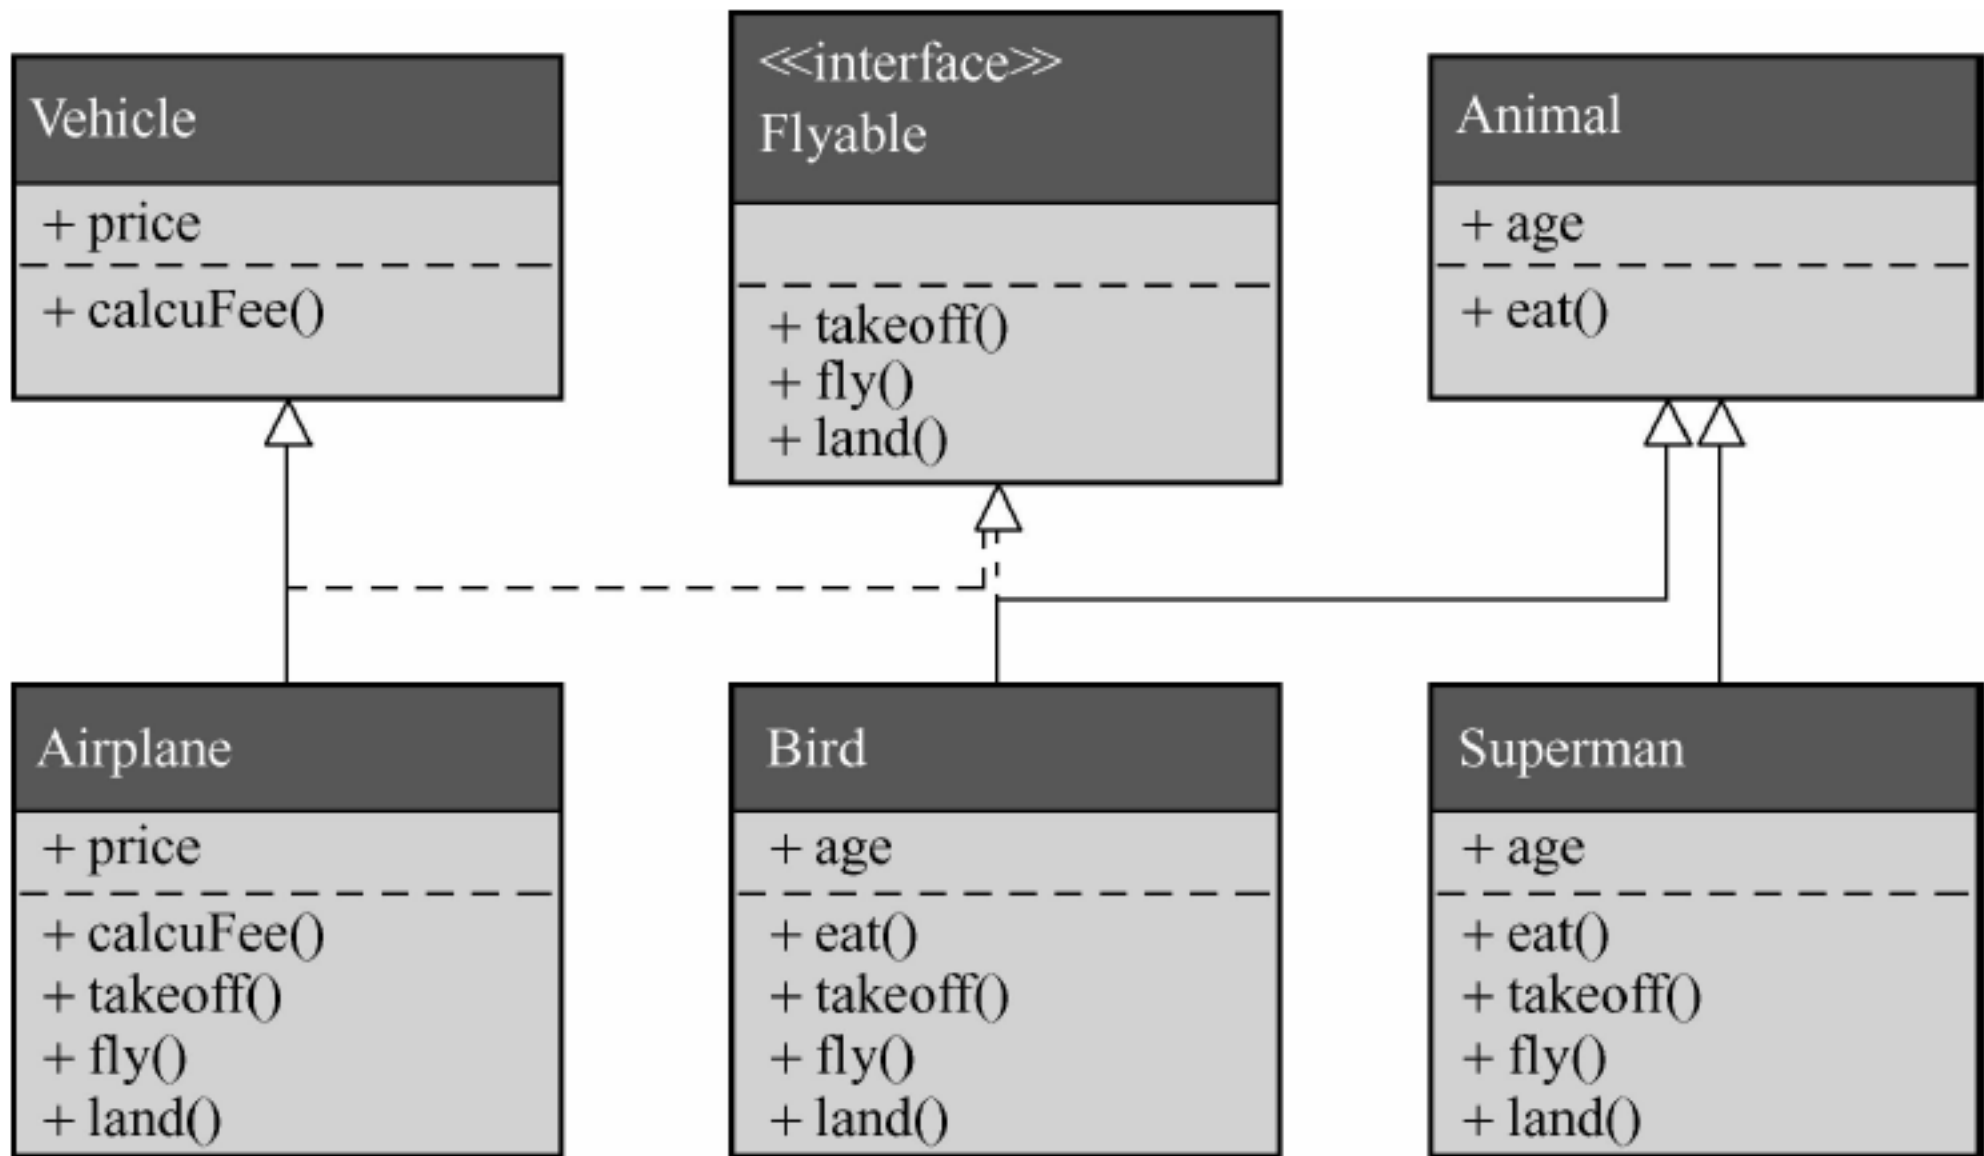 Vehicle
+ price
+ calcuFee()
<<interface>>
Flyable
+ takeoff()
+ fly()
+ land()
Animal
+ age
+ eat()
Airplane
+ price
+ calcuFee()
+ takeoff()
+ fly()
+ land()
Bird
+ age
+ eat()
+ takeoff()
+ fly()
+ land()
Superman
+ age
+ eat()
+ takeoff()
+ fly()
+ land()